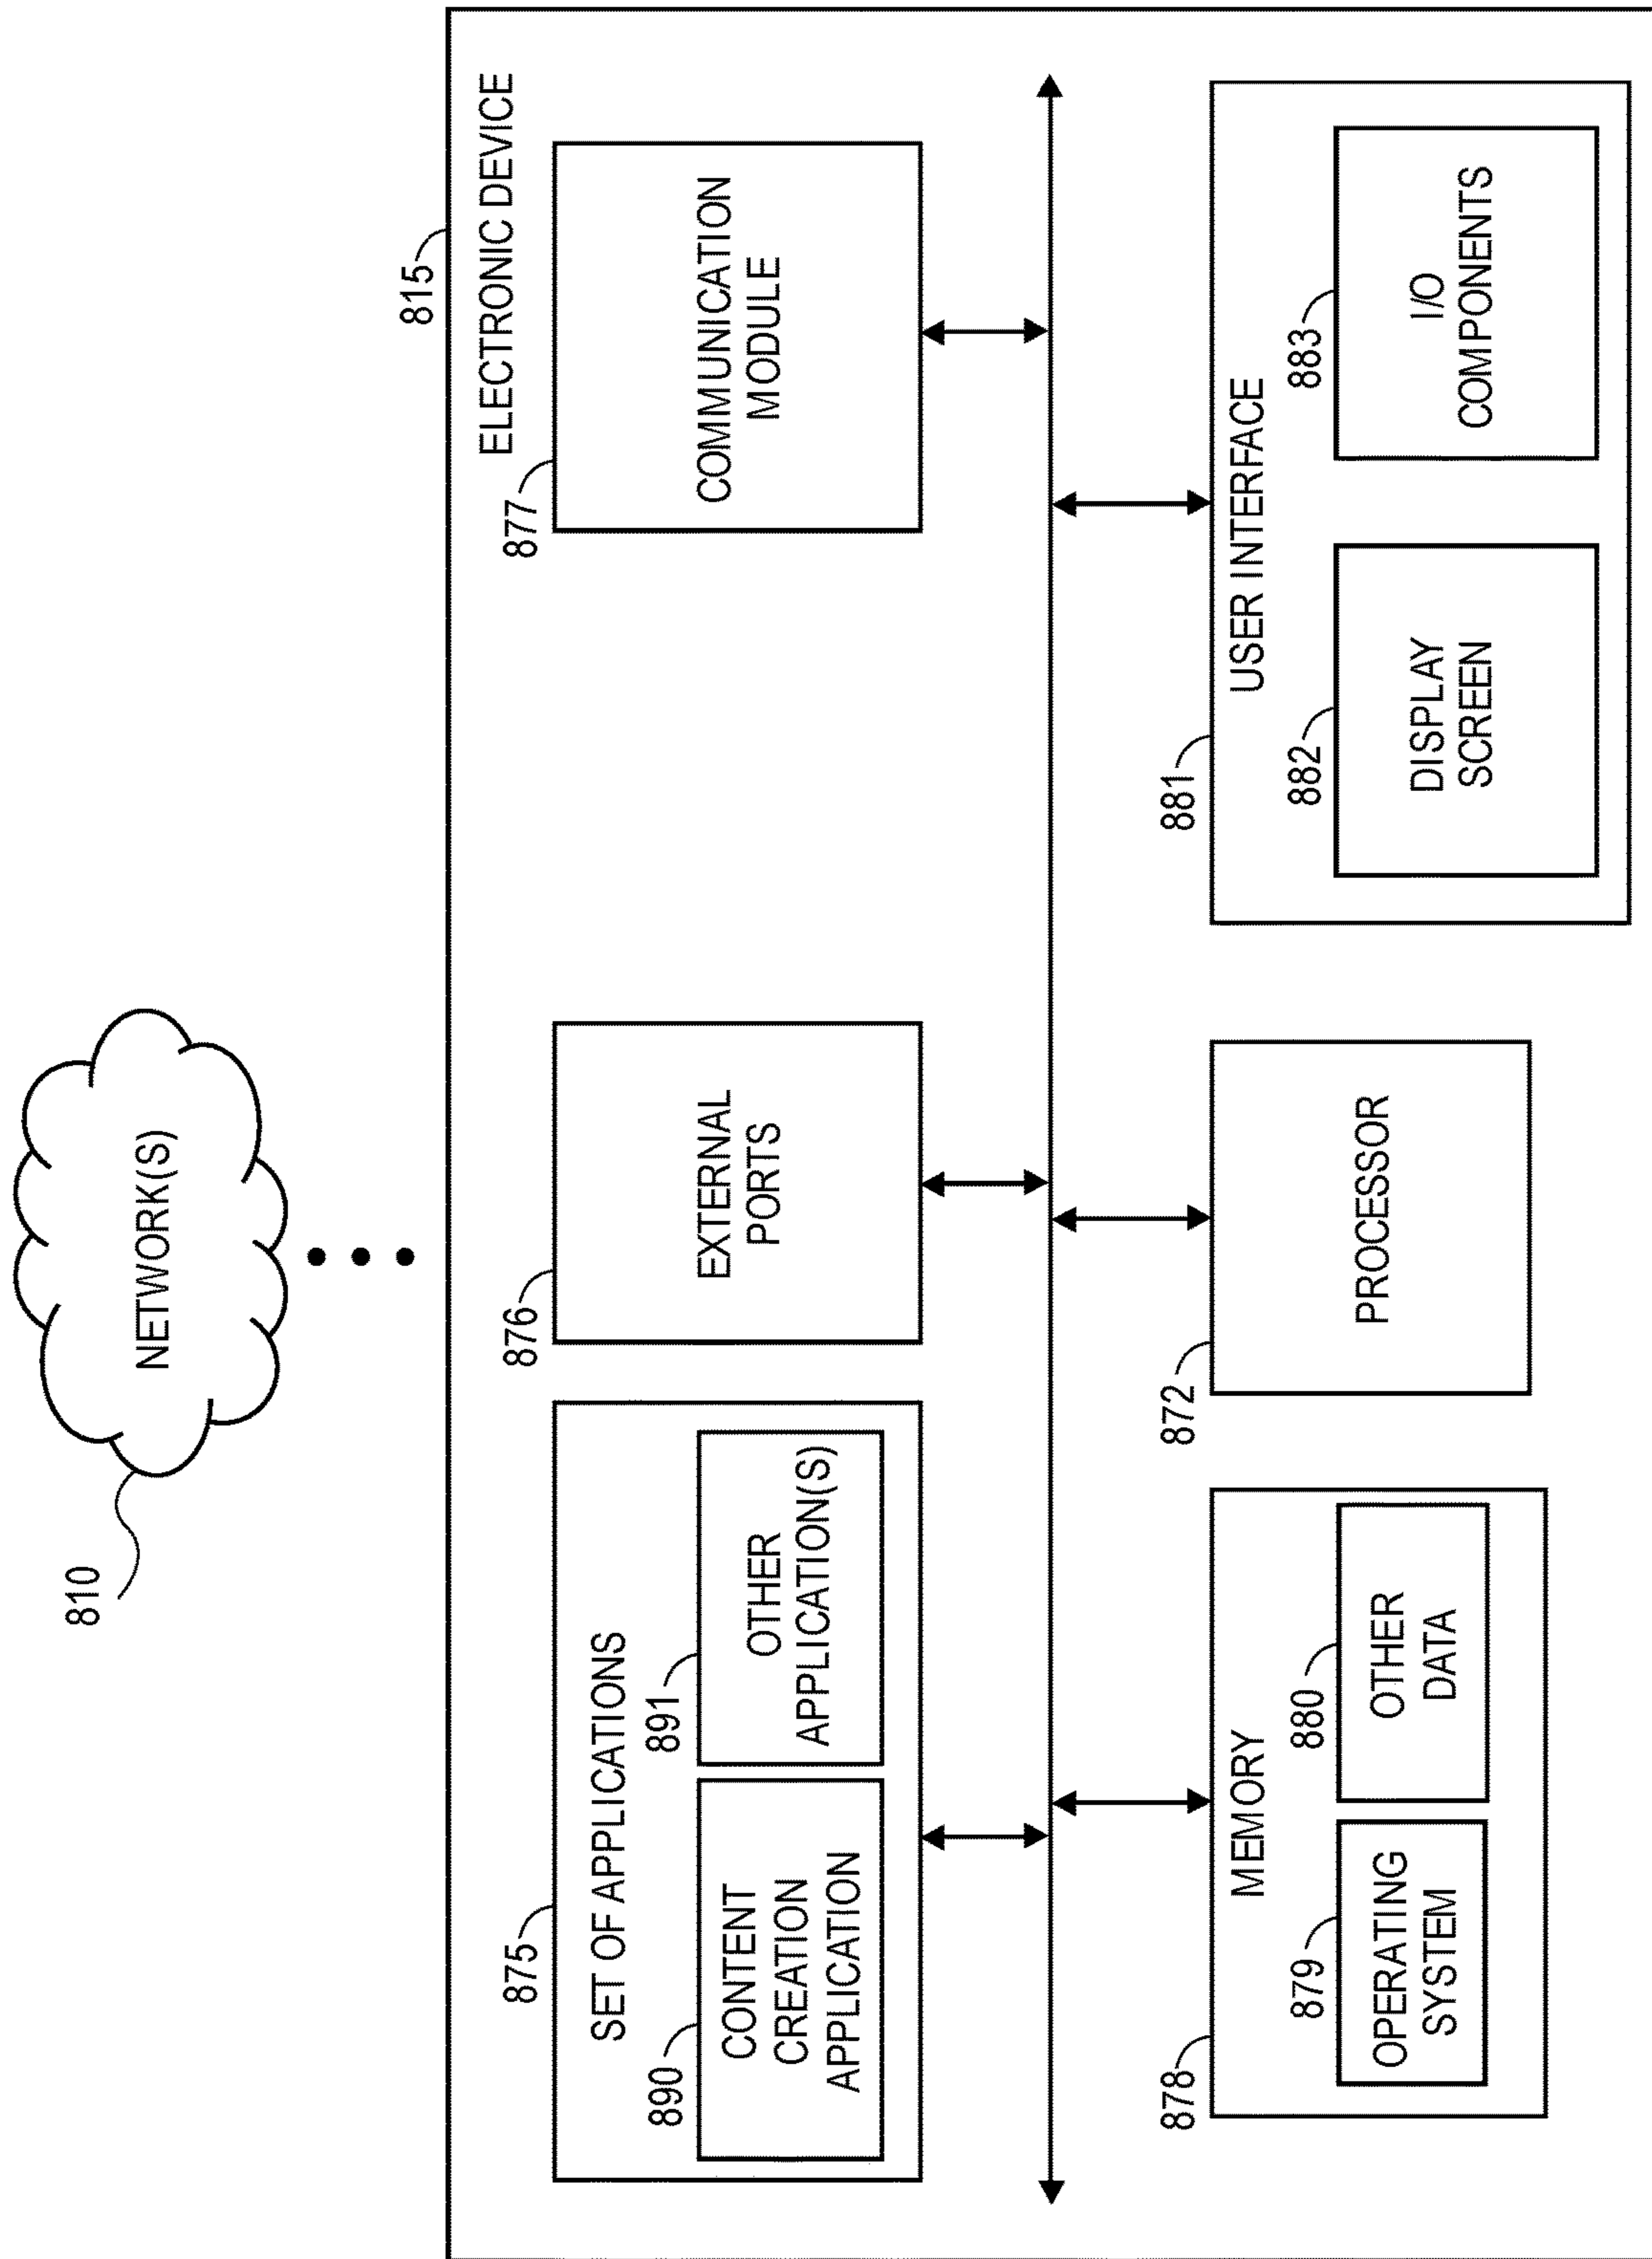 810
NETWORK(S)
815
ELECTRONIC DEVICE
875
SET OF APPLICATIONS
890
CONTENT
CREATION
APPLICATION
891
OTHER
APPLICATION(S)
876
EXTERNAL
PORTS
877
COMMUNICATION
MODULE
878
MEMORY
879
OPERATING
SYSTEM
880
OTHER
DATA
872
PROCESSOR
881
USER INTERFACE
882
DISPLAY
SCREEN
883
I/O
COMPONENTS